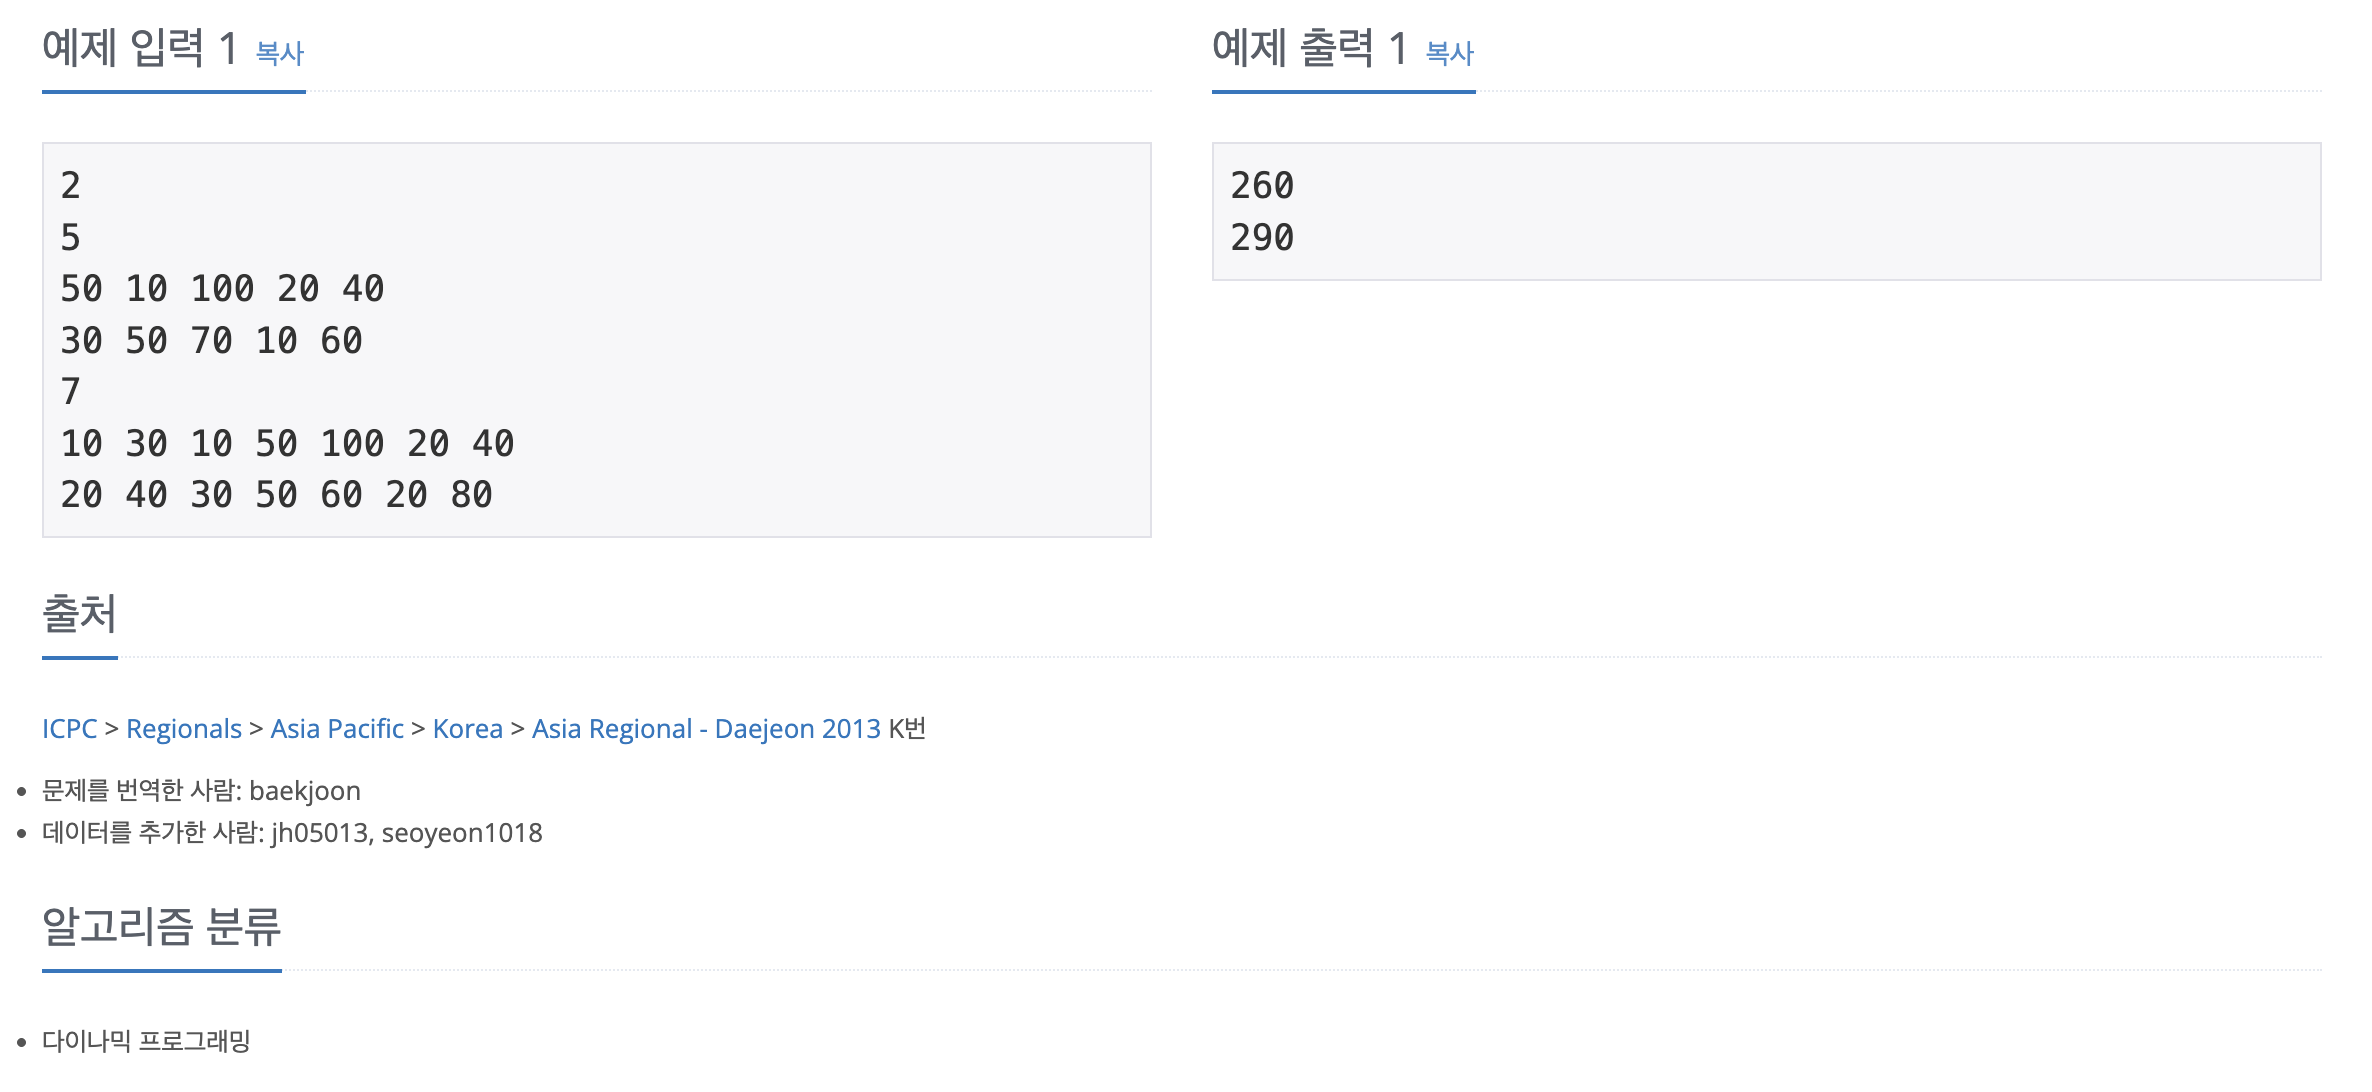 예제 입력 1 복사
2
5
50 10 100 20 40
30 50 70 10 60
7
10 30 10 50 100 20 40
20 40 30 50 60 20 80
예제 출력 1 복사
260
290
출처
ICPC > Regionals > Asia Pacific > Korea > Asia Regional - Daejeon 2013 K번
문제를 번역한 사람: baekjoon
데이터를 추가한 사람: jh05013, seoyeon1018
알고리즘 분류
다이나믹 프로그래밍